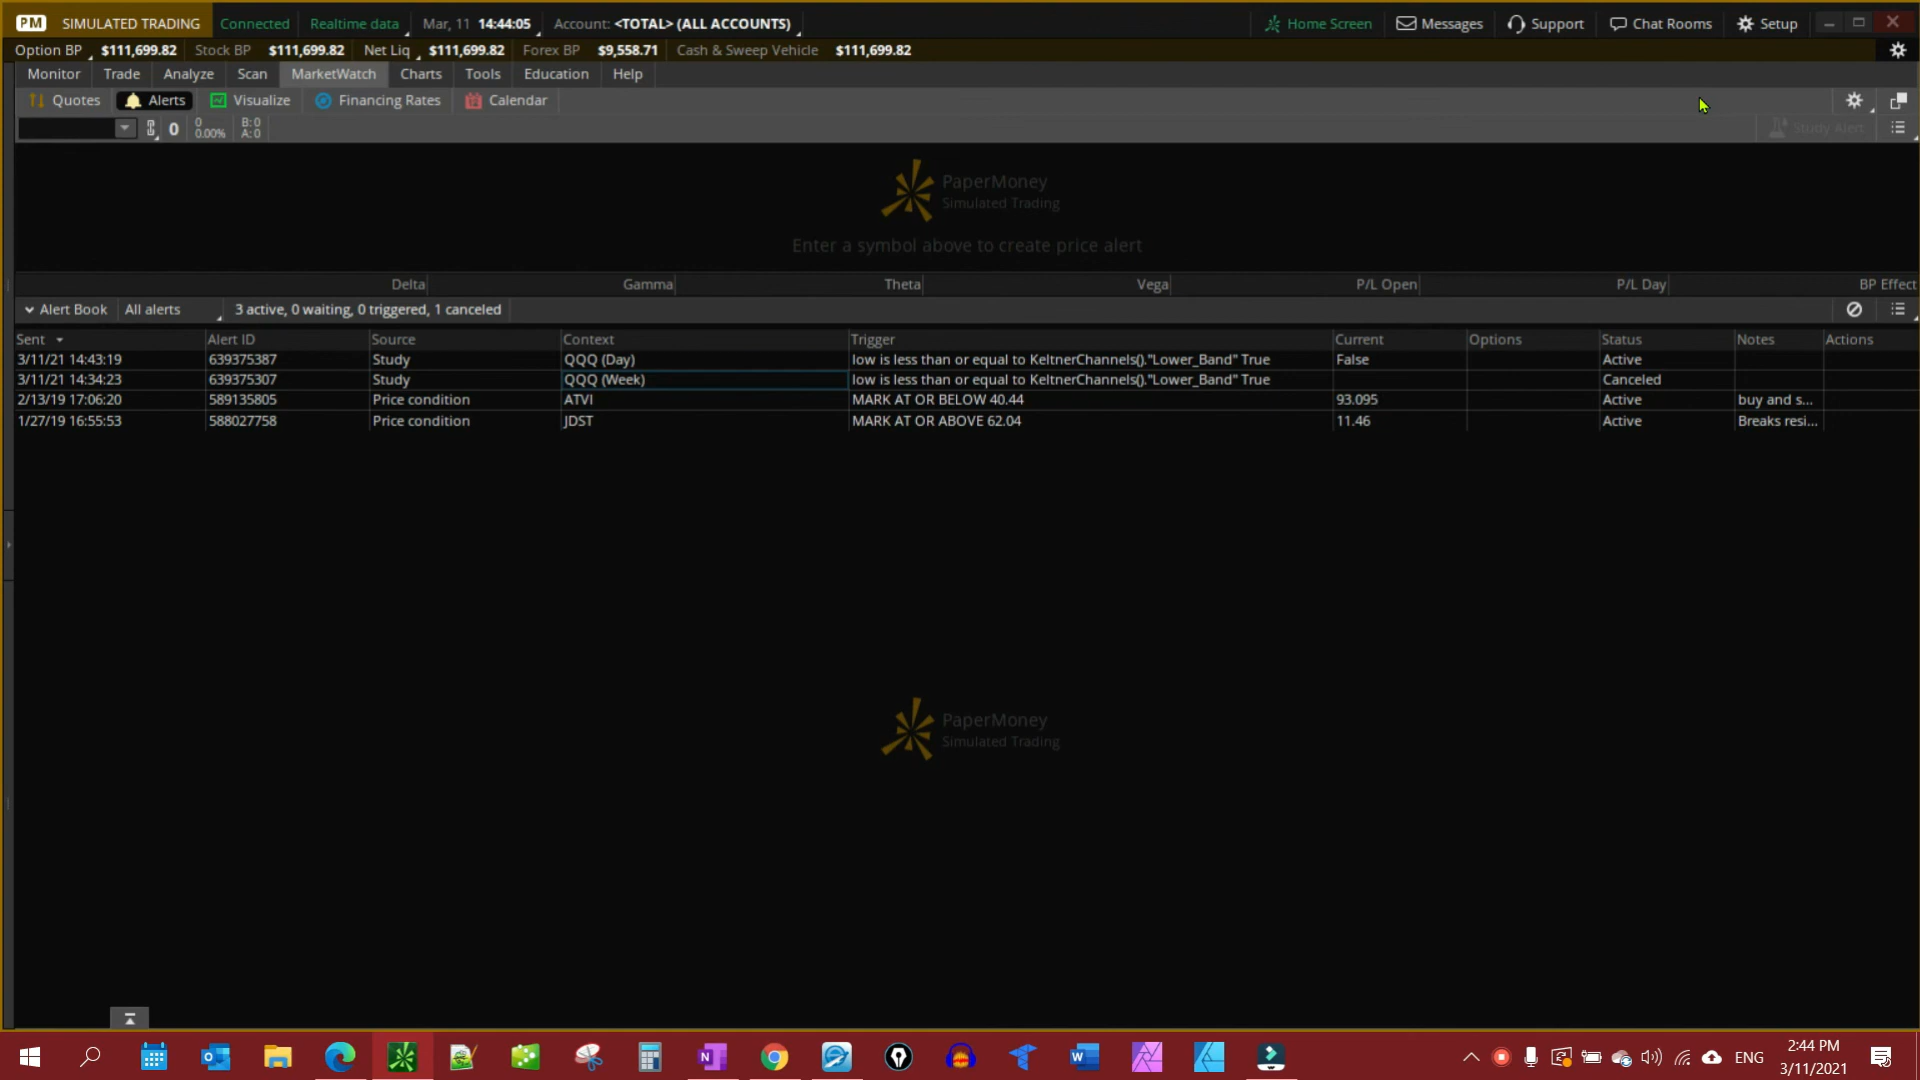 PM SIMULATED TRADING Connected Realtime data Mar, 11 14:44:05 Account: <TOTAL> (ALL ACCOUNTS) Home Screen Messages Support Chat Rooms Setup
Option BP $111,699.82 Stock BP $111,699.82 Net Liq $111,699.82 Forex BP $9,558.71 Cash & Sweep Vehicle $111,699.82
Monitor Trade Analyze Scan MarketWatch Charts Tools Education Help
Quotes Alerts Visualize Financing Rates Calendar
0 0 0.00% B: 0 A: 0 Study Alert
PaperMoney
Simulated Trading
Enter a symbol above to create price alert
Delta Gamma Theta Vega P/L Open P/L Day BP Effect
Alert Book All alerts 3 active, 0 waiting, 0 triggered, 1 canceled
Sent Alert ID Source Context Trigger Current Options Status Notes Actions
3/11/21 14:43:19 639375387 Study QQQ (Day) low is less than or equal to KeltnerChannels()."Lower_Band" True False Active
3/11/21 14:34:23 639375307 Study QQQ (Week) low is less than or equal to KeltnerChannels()."Lower_Band" True Canceled
2/13/19 17:06:20 589135805 Price condition ATVI MARK AT OR BELOW 40.44 93.095 Active buy and s...
1/27/19 16:55:53 588027758 Price condition JDST MARK AT OR ABOVE 62.04 11.46 Active Breaks resi...
PaperMoney
Simulated Trading
ENG 2:44 PM
3/11/2021